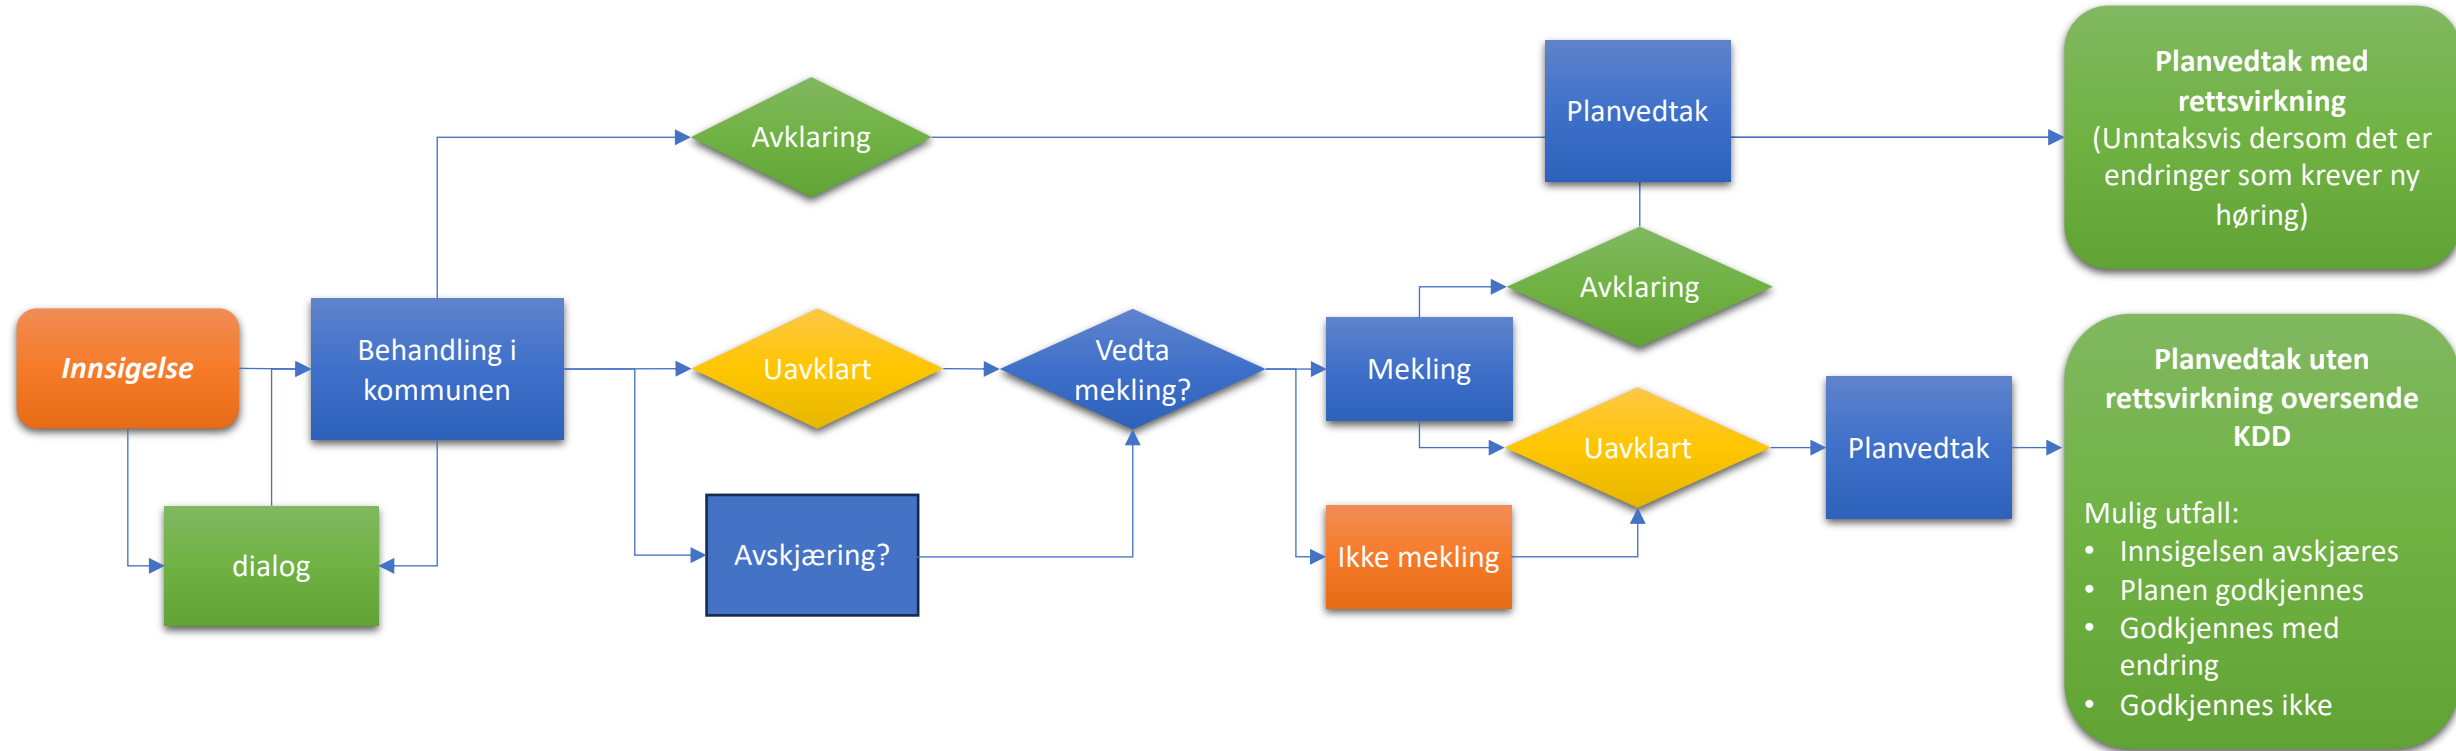 Innsigelse
dialog
Behandling i
kommunen
Avklaring
Uavklart
Avskjæring?
Vedta
mekling?
Mekling
Ikke mekling
Planvedtak
Avklaring
Uavklart
Planvedtak
Planvedtak med
rettsvirkning
(Unntaksvis dersom det er
endringer som krever ny
høring)
Planvedtak uten
rettsvirkning oversende
KDD
Mulig utfall:
• Innsigelsen avskjæres
• Planen godkjennes
• Godkjennes med
endring
• Godkjennes ikke